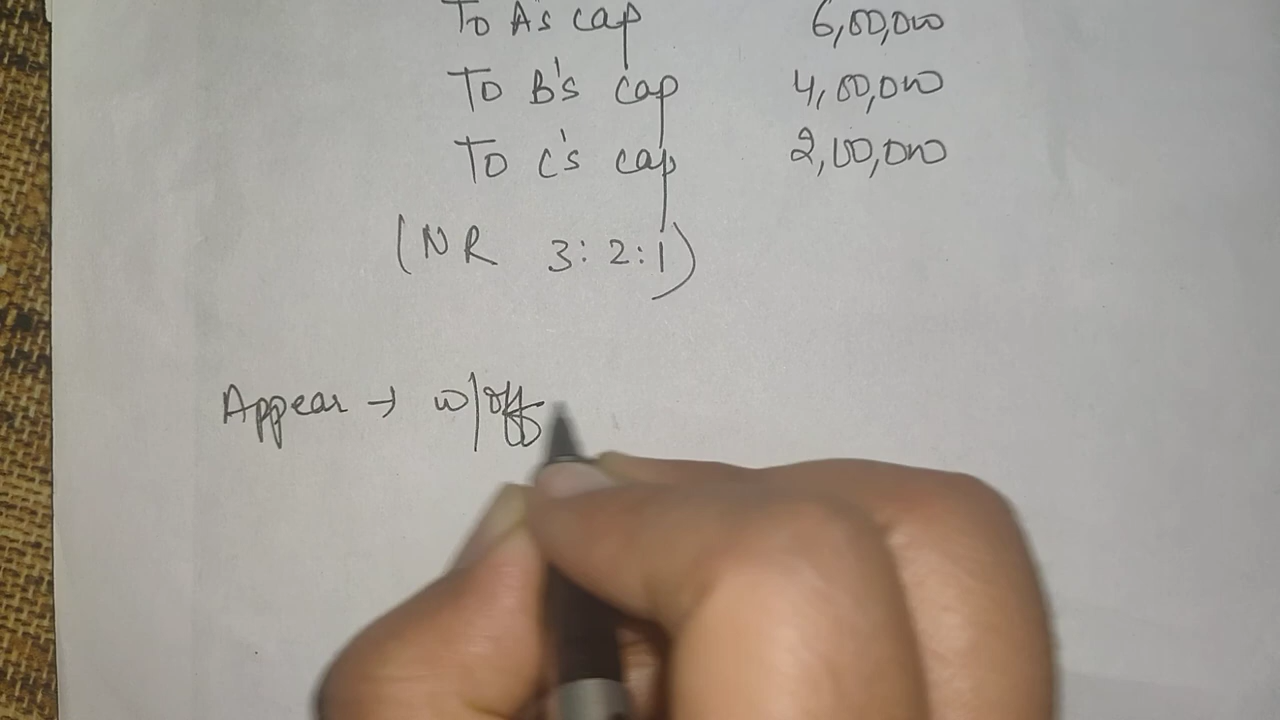 To A's cap 6,00,000
To B's cap 4,00,000
To C's cap 2,00,000
(NR 3:2:1)
Appear → w/off